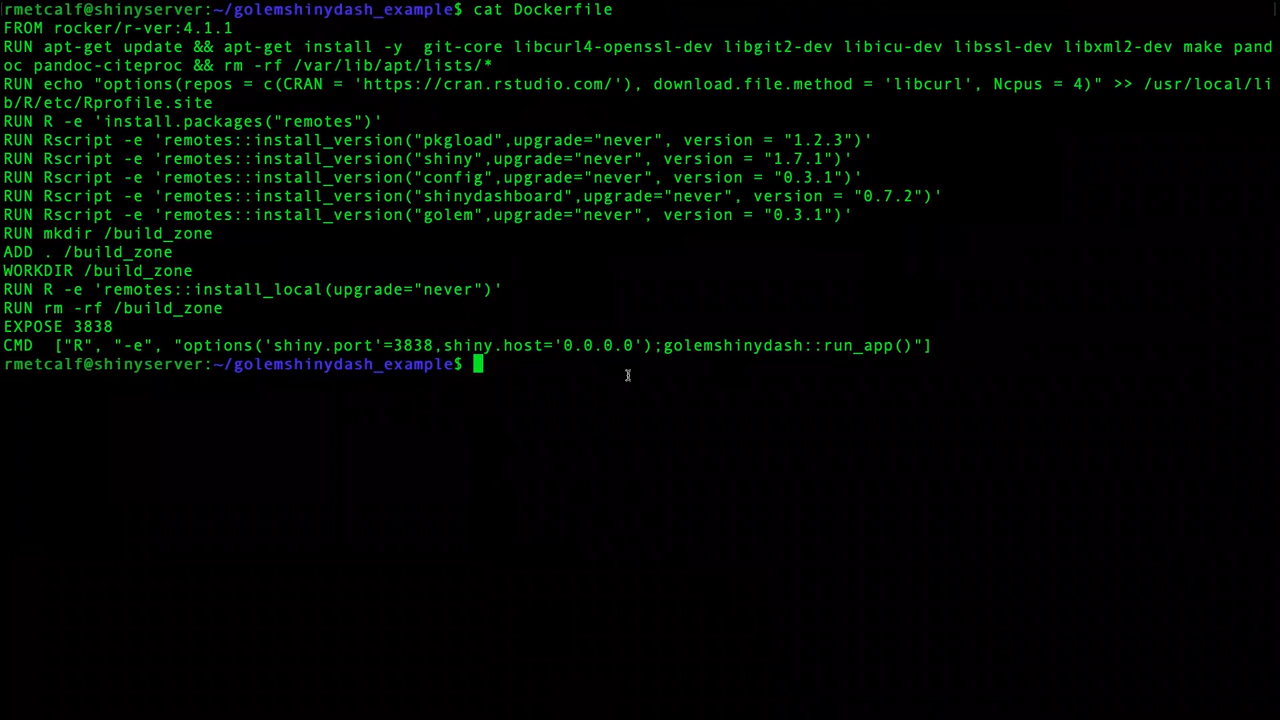 rmetcalf@shinyserver:~/golemshinydash_example$ cat Dockerfile
FROM rocker/r-ver:4.1.1
RUN apt-get update && apt-get install -y  git-core libcurl4-openssl-dev libgit2-dev libicu-dev libssl-dev libxml2-dev make pand
oc pandoc-citeproc && rm -rf /var/lib/apt/lists/*
RUN echo "options(repos = c(CRAN = 'https://cran.rstudio.com/'), download.file.method = 'libcurl', Ncpus = 4)" >> /usr/local/li
b/R/etc/Rprofile.site
RUN R -e 'install.packages("remotes")'
RUN Rscript -e 'remotes::install_version("pkgload",upgrade="never", version = "1.2.3")'
RUN Rscript -e 'remotes::install_version("shiny",upgrade="never", version = "1.7.1")'
RUN Rscript -e 'remotes::install_version("config",upgrade="never", version = "0.3.1")'
RUN Rscript -e 'remotes::install_version("shinydashboard",upgrade="never", version = "0.7.2")'
RUN Rscript -e 'remotes::install_version("golem",upgrade="never", version = "0.3.1")'
RUN mkdir /build_zone
ADD . /build_zone
WORKDIR /build_zone
RUN R -e 'remotes::install_local(upgrade="never")'
RUN rm -rf /build_zone
EXPOSE 3838
CMD  ["R", "-e", "options('shiny.port'=3838,shiny.host='0.0.0.0');golemshinydash::run_app()"]
rmetcalf@shinyserver:~/golemshinydash_example$